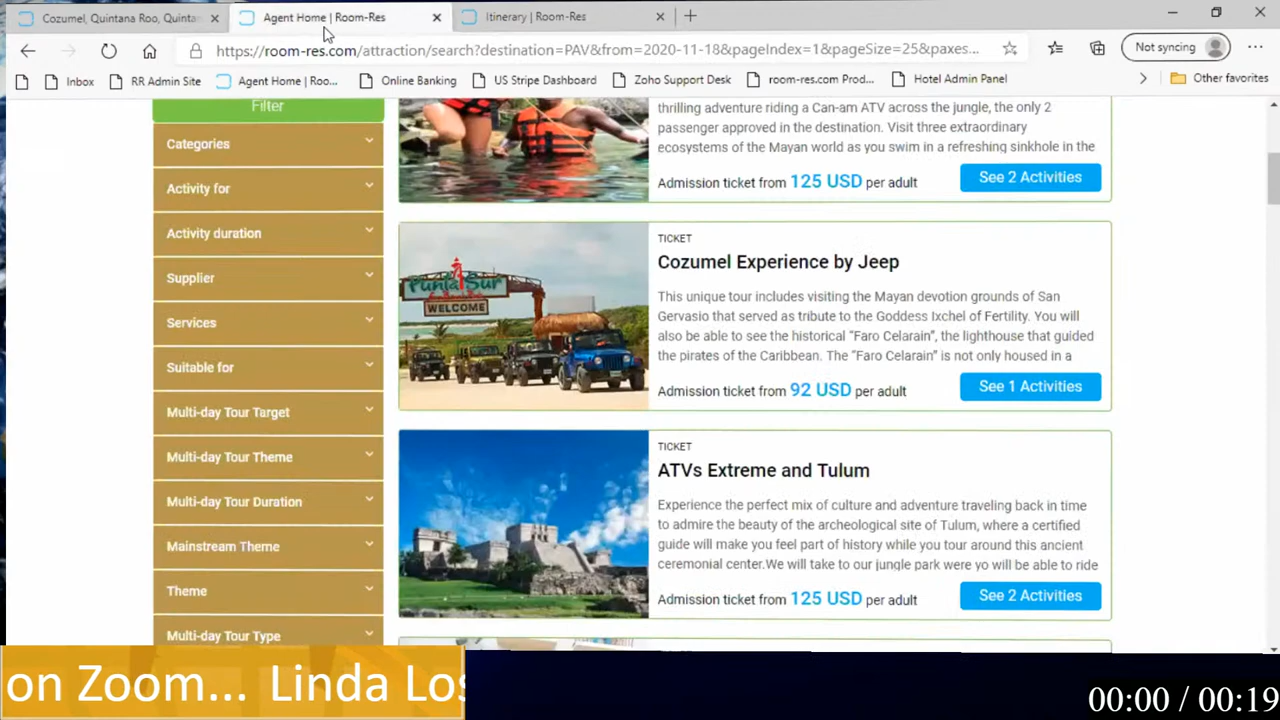 Cozumel, Quintana Roo, Quinta
Agent Home | Room-Res
Itinerary | Room-Res
https://room-res.com/attraction/search?destination=PAV&from=2020-11-18&pageIndex=1&pageSize=25&paxes...
Not syncing
Inbox
RR Admin Site
Agent Home | Roo...
Online Banking
US Stripe Dashboard
Zoho Support Desk
room-res.com Prod...
Hotel Admin Panel
Other favorites
Filter
Categories
Activity for
Activity duration
Supplier
Services
Suitable for
Multi-day Tour Target
Multi-day Tour Theme
Multi-day Tour Duration
Mainstream Theme
Theme
Multi-day Tour Type
thrilling adventure riding a Can-am ATV across the jungle, the only 2
passenger approved in the destination. Visit three extraordinary
ecosystems of the Mayan world as you swim in a refreshing sinkhole in the
Admission ticket from 125 USD per adult
See 2 Activities
Punta Sur
WELCOME
TICKET
Cozumel Experience by Jeep
This unique tour includes visiting the Mayan devotion grounds of San
Gervasio that served as tribute to the Goddess Ixchel of Fertility. You will
also be able to see the historical “Faro Celarain”, the lighthouse that guided
the pirates of the Caribbean. The “Faro Celarain” is not only housed in a
Admission ticket from 92 USD per adult
See 1 Activities
TICKET
ATVs Extreme and Tulum
Experience the perfect mix of culture and adventure traveling back in time
to admire the beauty of the archeological site of Tulum, where a certified
guide will make you feel part of history while you tour around this ancient
ceremonial center.We will take to our jungle park were yo will be able to ride
Admission ticket from 125 USD per adult
See 2 Activities
on Zoom... Linda Los
00:00 / 00:19